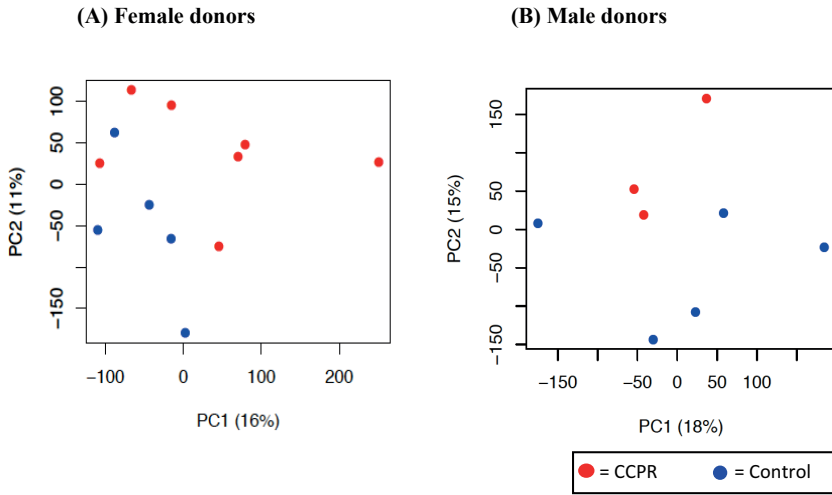 (A) Female donors
(B) Male donors
100
50
0
−50
−150
PC2 (11%)
−100
0
100
200
PC1 (16%)
150
50
0
−50
−150
PC2 (15%)
−150
−50
0
50
100
PC1 (18%)
= CCPR
= Control